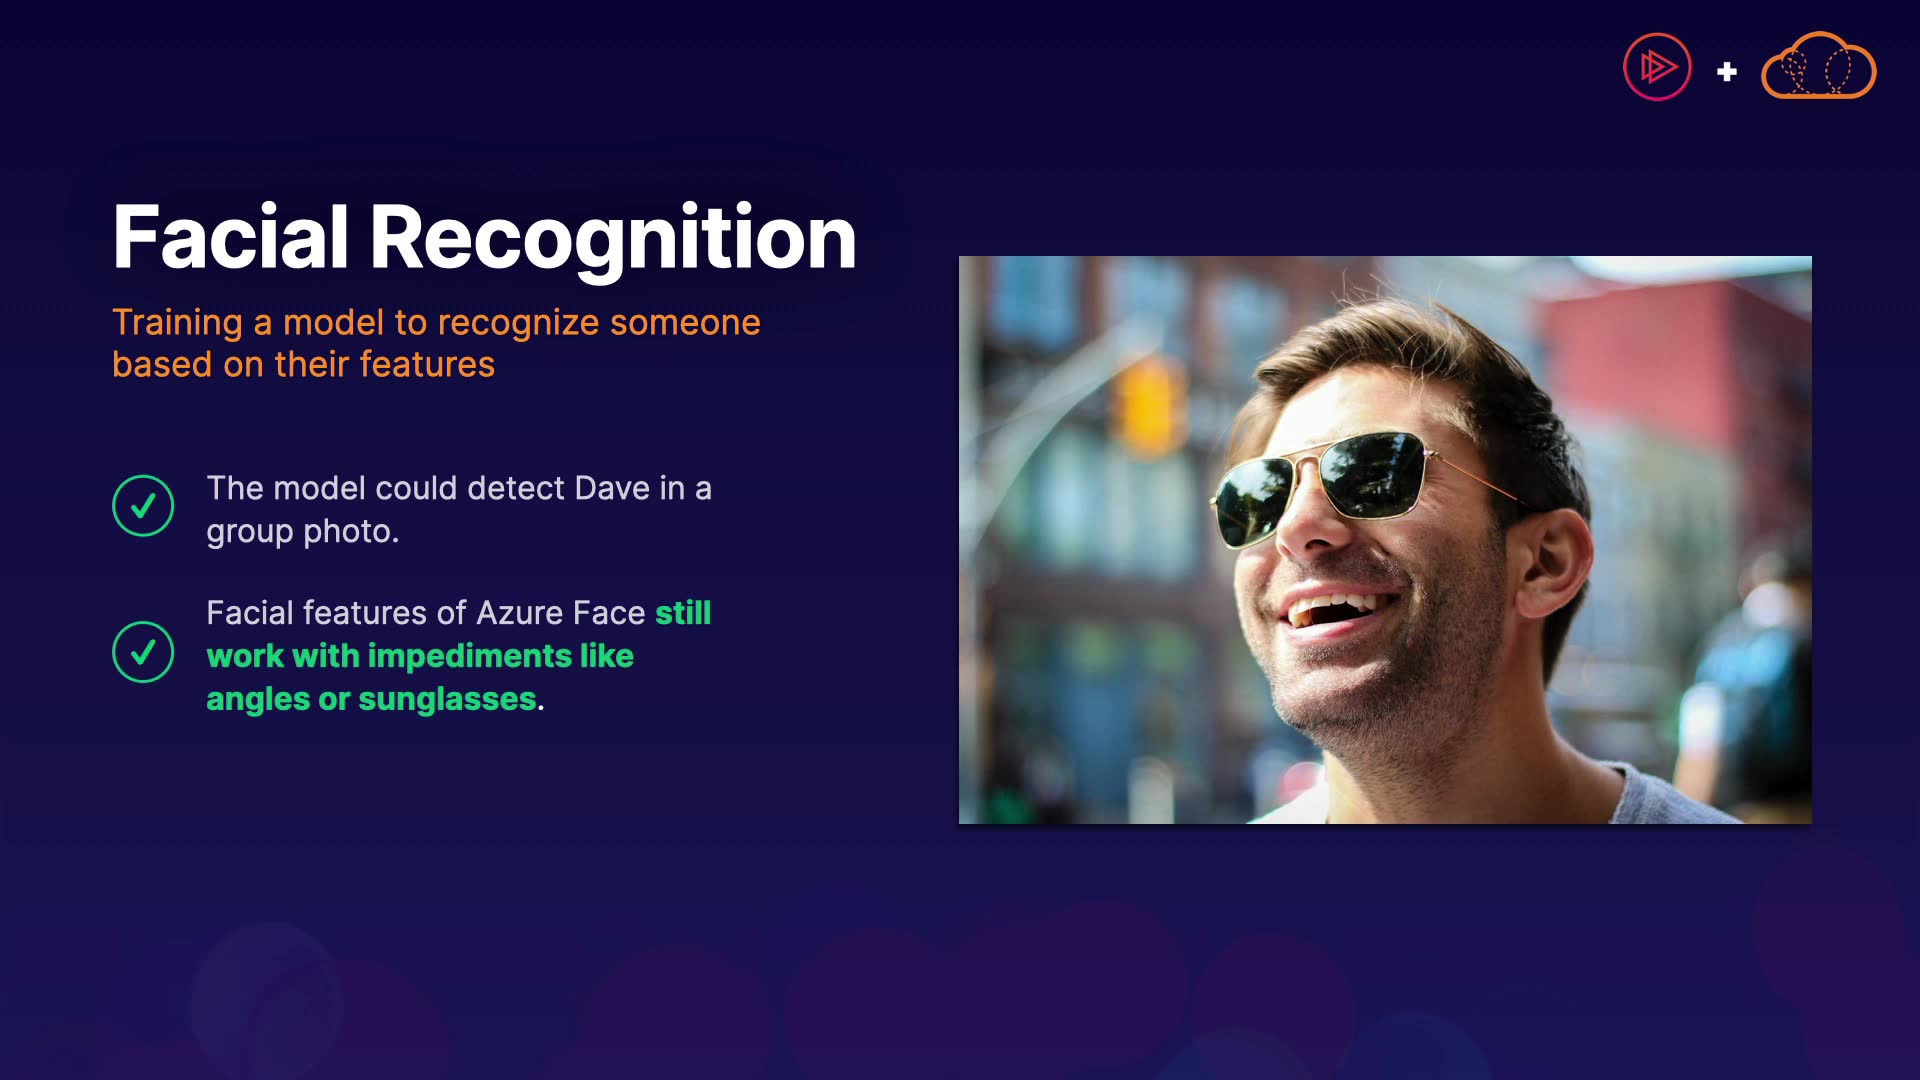 Facial Recognition
Training a model to recognize someone
based on their features
The model could detect Dave in a
group photo.
Facial features of Azure Face still
work with impediments like
angles or sunglasses.